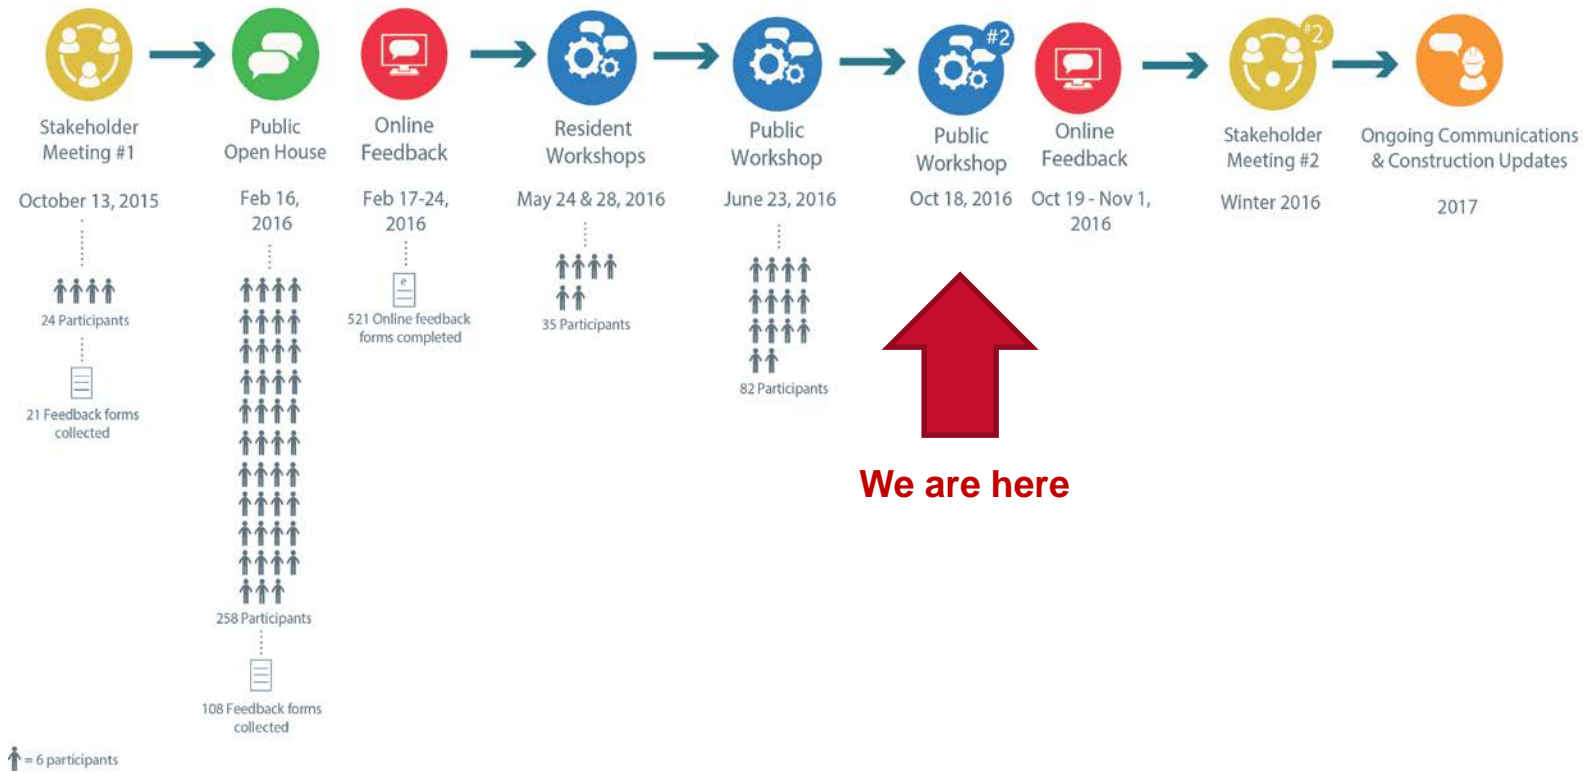 Stakeholder
Meeting #1
October 13, 2015
24 Participants
21 Feedback forms
collected
Public
Open House
Feb 16,
2016
258 Participants
108 Feedback forms
collected
Online
Feedback
Feb 17-24,
2016
e
521 Online feedback
forms completed
Resident
Workshops
May 24 & 28, 2016
35 Participants
Public
Workshop
June 23, 2016
82 Participants
#2
Public
Workshop
Oct 18, 2016
We are here
Online
Feedback
Oct 19 - Nov 1,
2016
#2
Stakeholder
Meeting #2
Winter 2016
Ongoing Communications
& Construction Updates
2017
= 6 participants